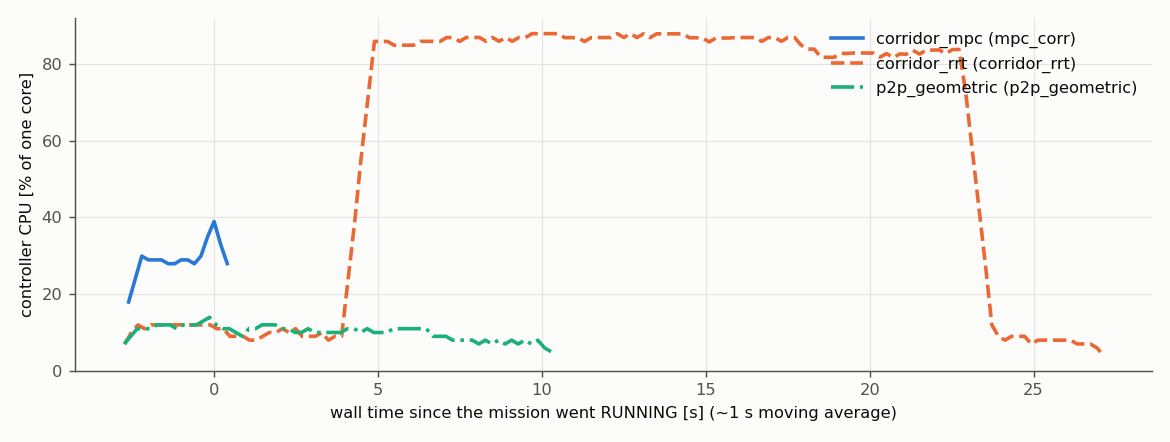 controller CPU [% of one core]
80
60
40
20
0
corridor_mpc (mpc_corr)
corridor_rrt (corridor_rrt)
p2p_geometric (p2p_geometric)
0 5 10 15 20 25
wall time since the mission went RUNNING [s] (~1 s moving average)